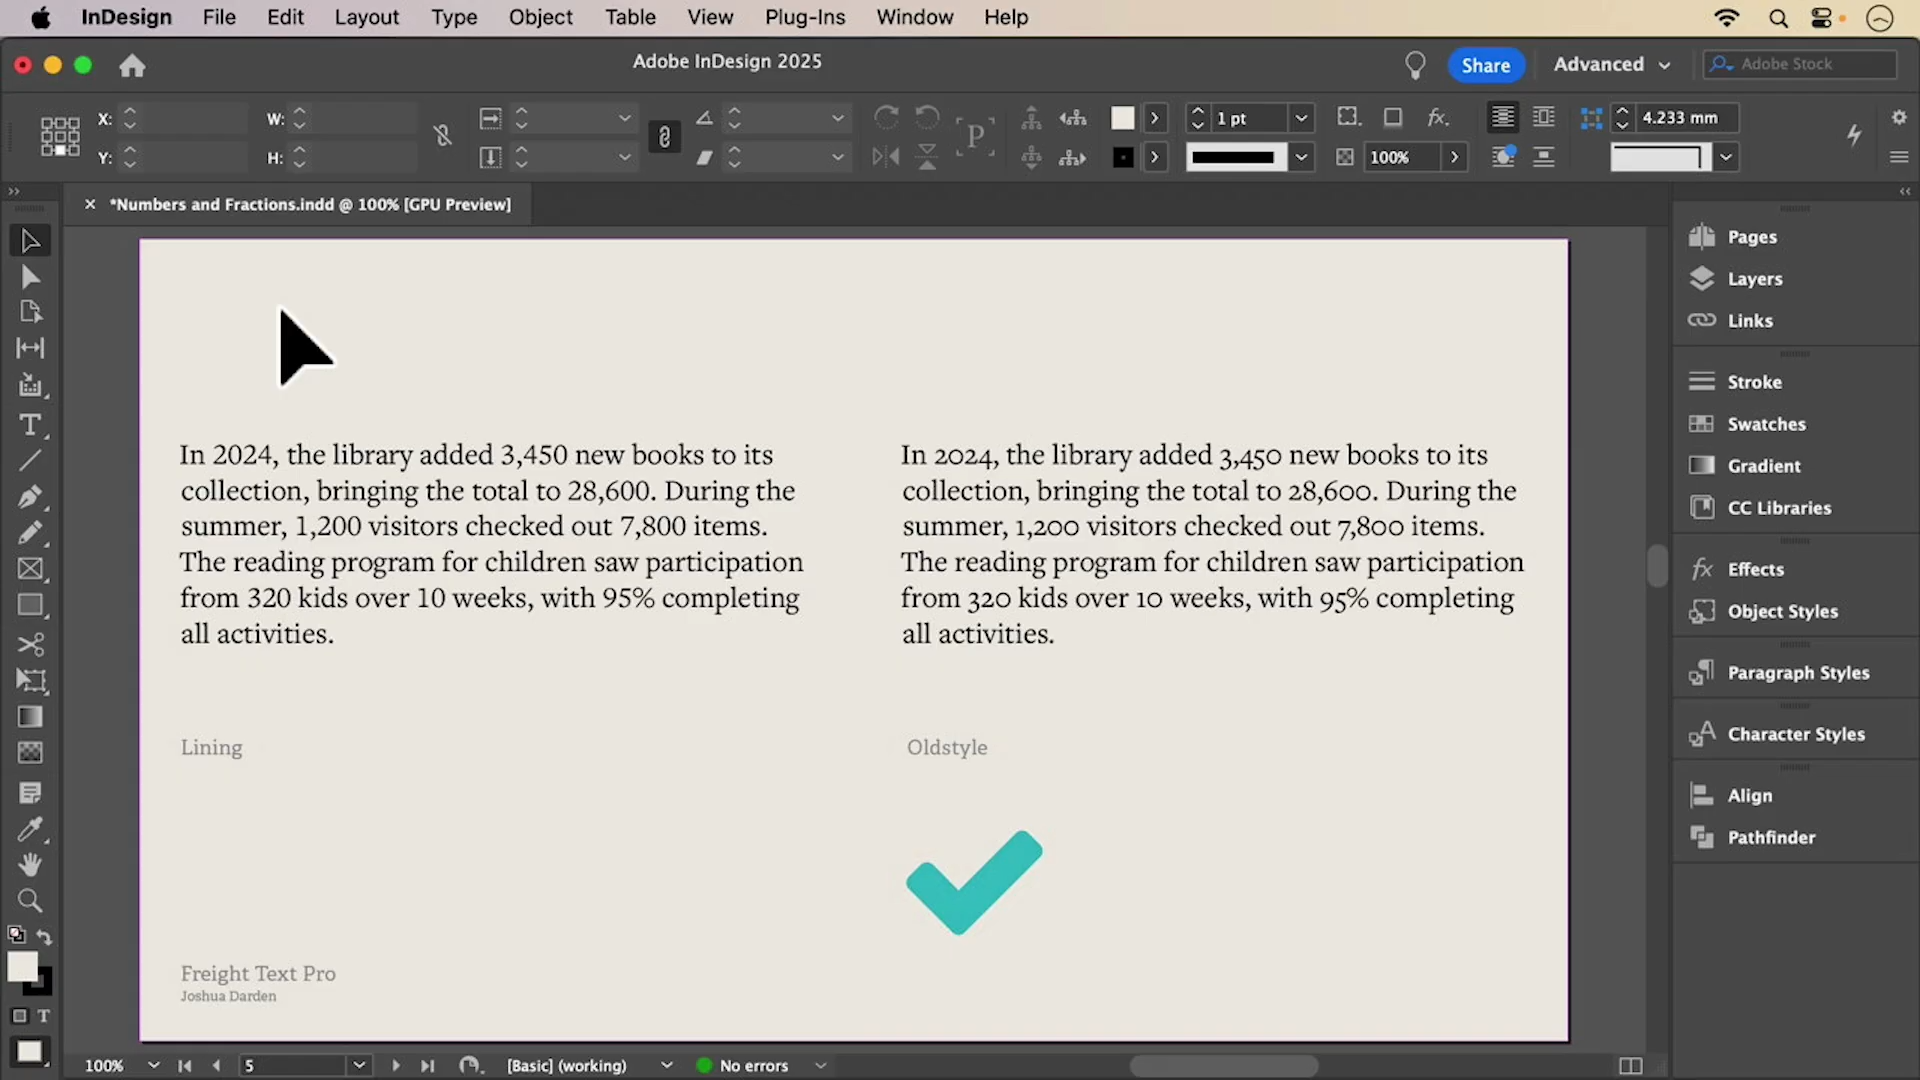 InDesign File Edit Layout Type Object Table View Plug-Ins Window Help
Adobe InDesign 2025
Share
Advanced
Adobe Stock
X: W: 1 pt 4.233 mm
Y: H: 100%
*Numbers and Fractions.indd @ 100% [GPU Preview]
In 2024, the library added 3,450 new books to its
collection, bringing the total to 28,600. During the
summer, 1,200 visitors checked out 7,800 items.
The reading program for children saw participation
from 320 kids over 10 weeks, with 95% completing
all activities.
Lining
In 2024, the library added 3,450 new books to its
collection, bringing the total to 28,600. During the
summer, 1,200 visitors checked out 7,800 items.
The reading program for children saw participation
from 320 kids over 10 weeks, with 95% completing
all activities.
Oldstyle
Freight Text Pro
Joshua Darden
Pages
Layers
Links
Stroke
Swatches
Gradient
CC Libraries
Effects
Object Styles
Paragraph Styles
Character Styles
Align
Pathfinder
100% 5 [Basic] (working) No errors